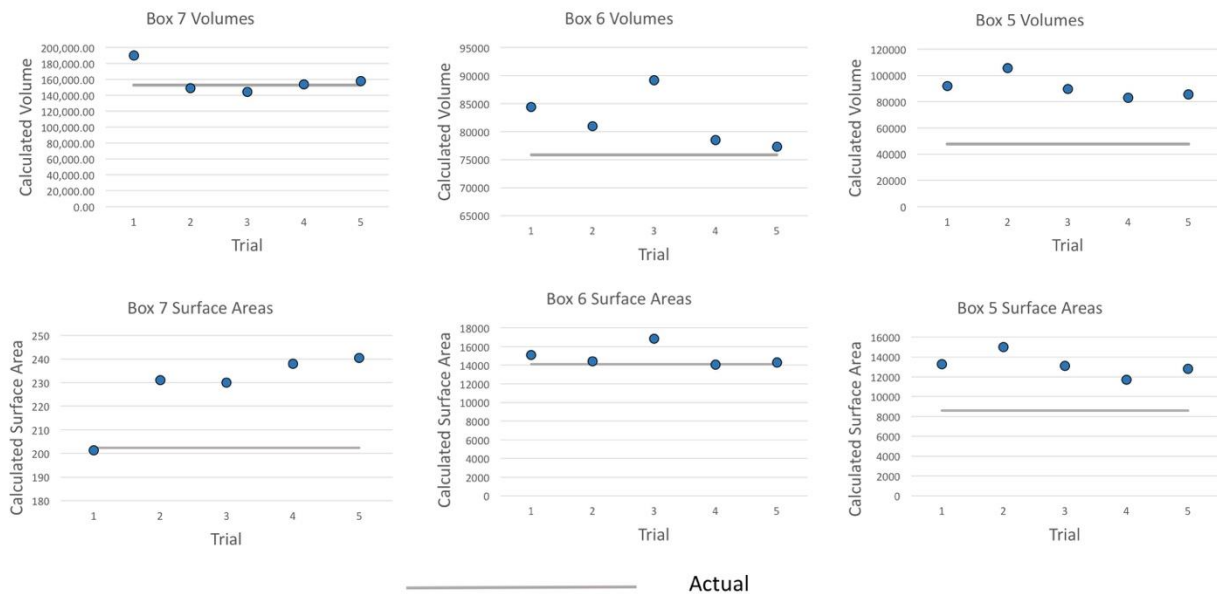 Box 7 Volumes
Calculated Volume
200,000.00
180,000.00
160,000.00
140,000.00
120,000.00
100,000.00
80,000.00
60,000.00
40,000.00
20,000.00
0.00
1 2 3 4 5
Trial
Box 6 Volumes
Calculated Volume
95000
90000
85000
80000
75000
70000
65000
1 2 3 4 5
Trial
Box 5 Volumes
Calculated Volume
120000
100000
80000
60000
40000
20000
0
1 2 3 4 5
Trial
Box 7 Surface Areas
Calculated Surface Area
250
240
230
220
210
200
190
180
1 2 3 4 5
Trial
Box 6 Surface Areas
Calculated Surface Area
18000
16000
14000
12000
10000
8000
6000
4000
2000
0
1 2 3 4 5
Trial
Box 5 Surface Areas
Calculated Surface Area
16000
14000
12000
10000
8000
6000
4000
2000
0
1 2 3 4 5
Trial
Actual